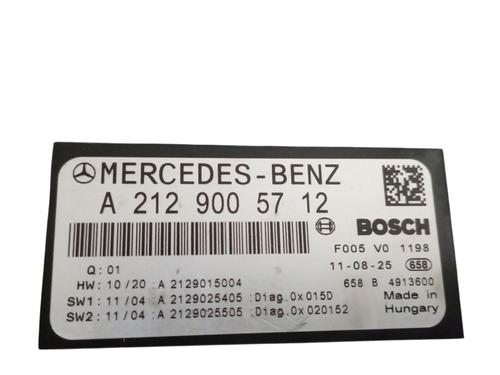 MERCEDES-BENZ
A 212 900 57 12
BOSCH
F005 V0 1198
Q: 01
11-08-25 658
HW: 10/20 :A 2129015004
658 B 4913600
SW1: 11/04 :A 2129025405 :Diag.0x015D
Made in
SW2: 11/04 :A 2129025505 :Diag.0x020152
Hungary